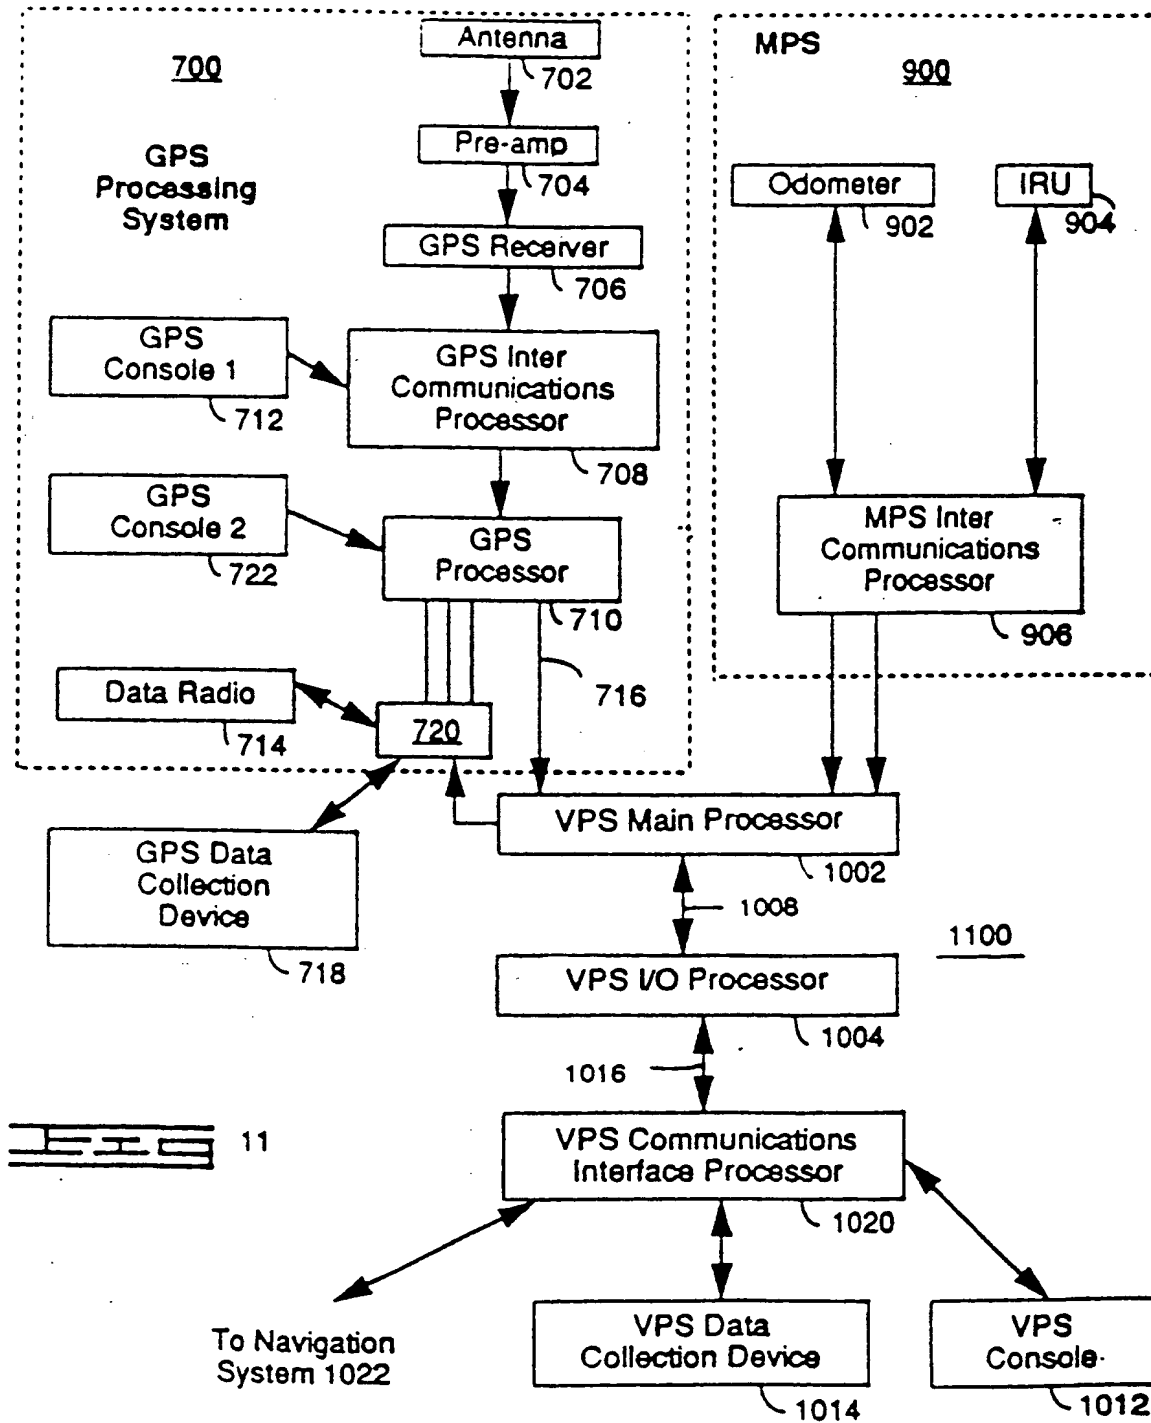 Antenna
702
MPS
700
900
Pre-amp
704
GPS
Processing
System
Odometer
902
IRU
904
GPS Receiver
706
GPS
Console 1
712
GPS Inter
Communications
Processor
708
GPS
Console 2
722
GPS
Processor
710
MPS Inter
Communications
Processor
906
716
Data Radio
714
720
VPS Main Processor
1002
GPS Data
Collection
Device
718
1008
1100
VPS I/O Processor
1004
1016
11
VPS Communications
Interface Processor
1020
To Navigation
System 1022
VPS Data
Collection Device
1014
VPS
Console
1012